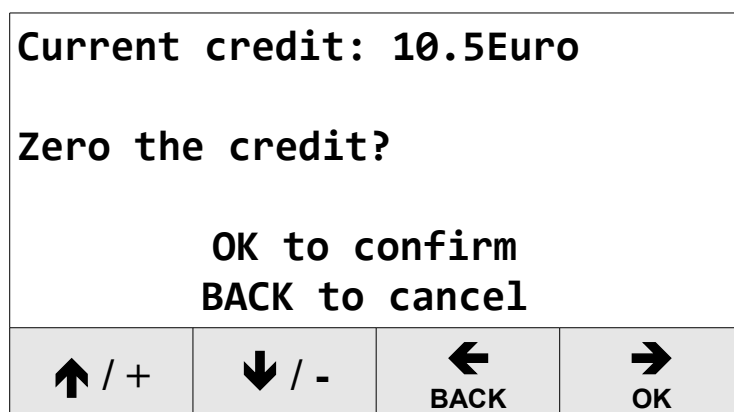 Current credit: 10.5Euro
Zero the credit?
OK to confirm
BACK to cancel
🡹 / + 🡻 / - 🡸 🡺
BACK OK